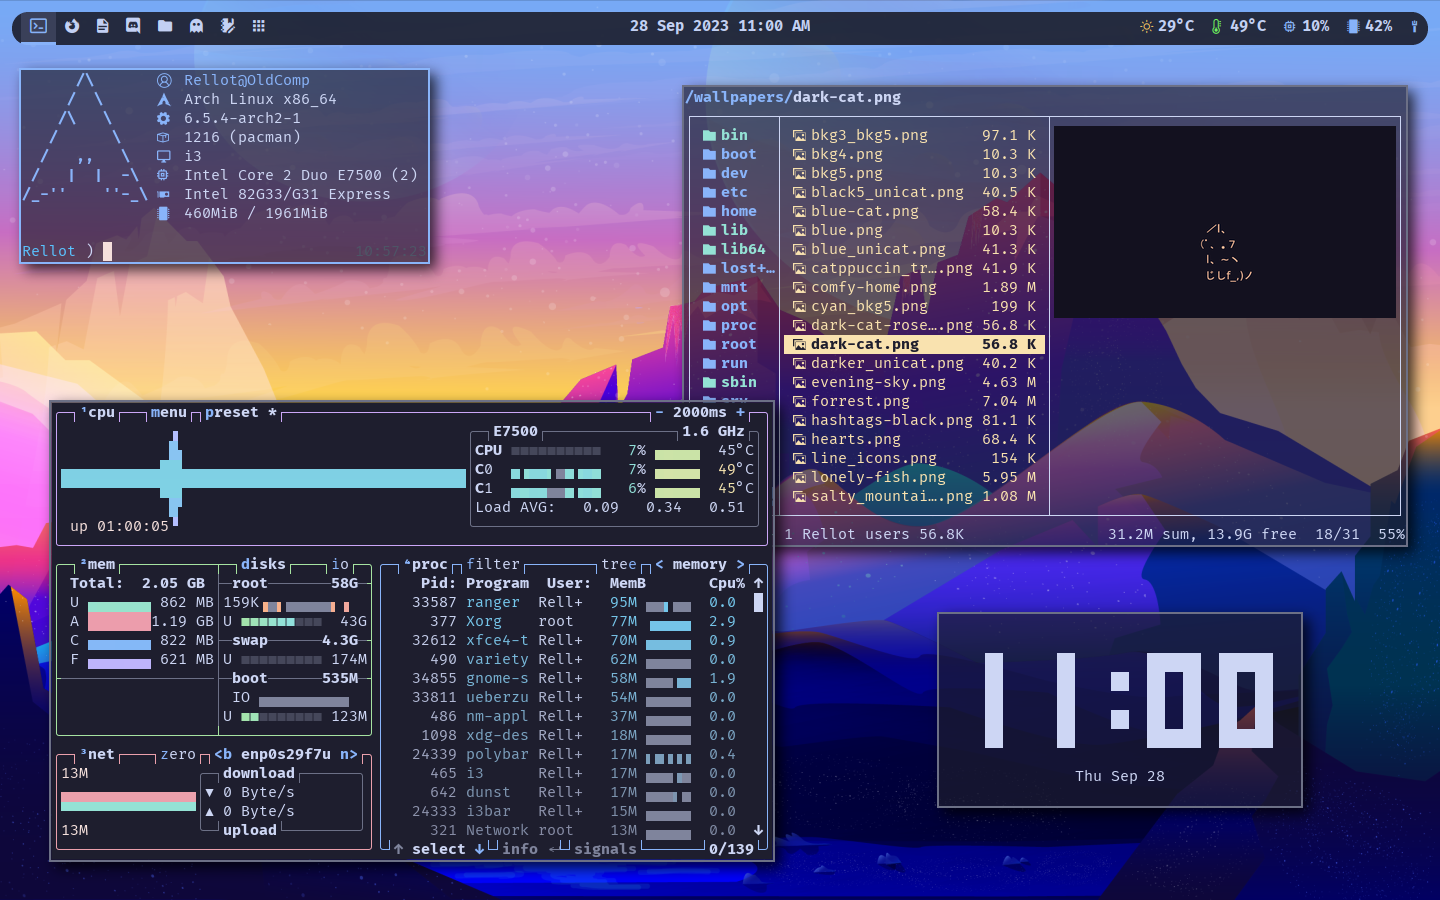 28 Sep 2023 11:00 AM
29°C 49°C 10% 42%
Rellot@OldComp
Arch Linux x86_64
6.5.4-arch2-1
1216 (pacman)
i3
Intel Core 2 Duo E7500 (2)
Intel 82G33/G31 Express
460MiB / 1961MiB
Rellot ) 10:57:23
/wallpapers/dark-cat.png
bin bkg3_bkg5.png 97.1 K
boot bkg4.png 10.3 K
dev bkg5.png 10.3 K
etc black5_unicat.png 40.5 K
home blue-cat.png 58.4 K
lib blue.png 10.3 K
lib64 blue_unicat.png 41.3 K
lost+… catppuccin_tr….png 41.9 K
mnt comfy-home.png 1.89 M
opt cyan_bkg5.png 199 K
proc dark-cat-rose….png 56.8 K
root dark-cat.png 56.8 K
run darker_unicat.png 40.2 K
sbin evening-sky.png 4.63 M
forrest.png 7.04 M
hashtags-black.png 81.1 K
hearts.png 68.4 K
line_icons.png 154 K
lonely-fish.png 5.95 M
salty_mountai….png 1.08 M
／l、
(ﾟ、 。7
l、~ヽ
じしf_,)ノ
1 Rellot users 56.8K 31.2M sum, 13.9G free 18/31 55%
¹cpu menu preset * - 2000ms +
E7500 1.6 GHz
CPU 7% 45°C
C0 7% 49°C
C1 6% 45°C
Load AVG: 0.09 0.34 0.51
up 01:00:05
²mem disks io
Total: 2.05 GB root 58G
U 862 MB 159K
A 1.19 GB U 43G
C 822 MB swap 4.3G
F 621 MB U 174M
boot 535M
IO
U 123M
³net zero <b enp0s29f7u n>
13M download
▼ 0 Byte/s
▲ 0 Byte/s
13M upload
⁴proc filter tree < memory >
Pid: Program User: MemB Cpu% ↑
33587 ranger Rell+ 95M 0.0
377 Xorg root 77M 2.9
32612 xfce4-t Rell+ 70M 0.9
490 variety Rell+ 62M 0.0
34855 gnome-s Rell+ 58M 1.9
33811 ueberzu Rell+ 54M 0.0
486 nm-appl Rell+ 37M 0.0
1098 xdg-des Rell+ 18M 0.0
24339 polybar Rell+ 17M 0.4
465 i3 Rell+ 17M 0.0
642 dunst Rell+ 17M 0.0
24333 i3bar Rell+ 15M 0.0
321 Network root 13M 0.0 ↓
↑ select ↓ info ↵ signals 0/139
11:00
Thu Sep 28